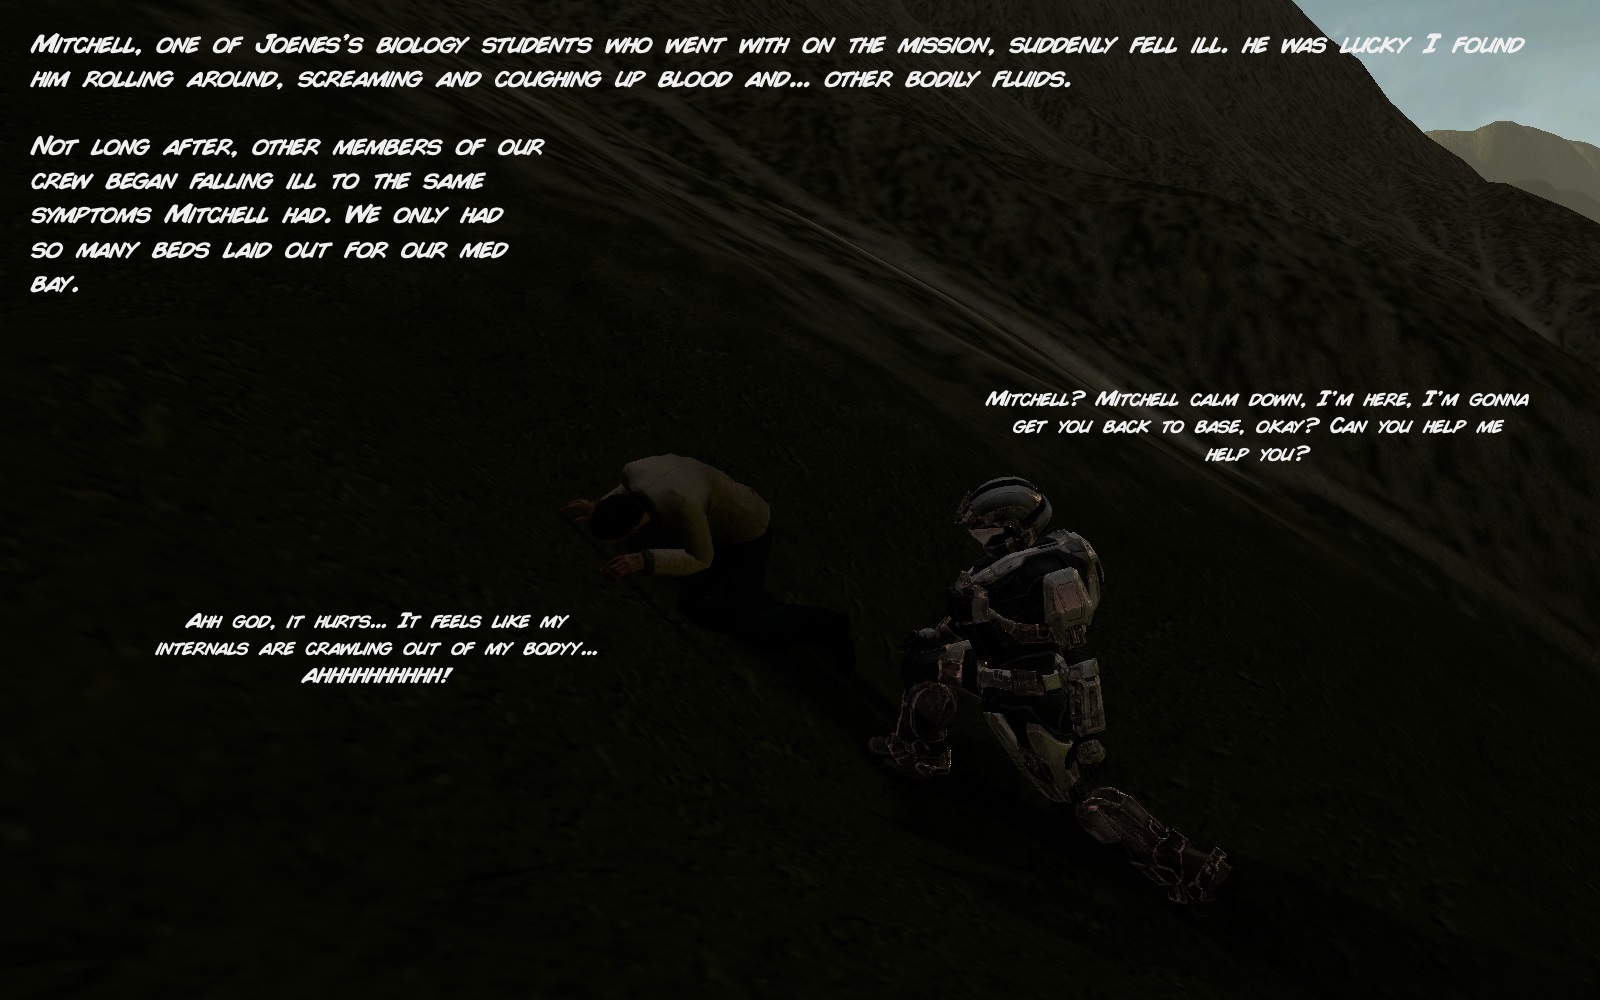 Mitchell, one of Joenes's biology students who went with on the mission, suddenly fell ill. He was lucky I found
him rolling around, screaming and coughing up blood and... other bodily fluids.
Not long after, other members of our
crew began falling ill to the same
symptoms Mitchell had. We only had
so many beds laid out for our med
bay.
Mitchell? Mitchell calm down, I'm here, I'm gonna
get you back to base, okay? Can you help me
help you?
Ahh god, it hurts... It feels like my
internals are crawling out of my bodyy...
ahhhhhhhhhh!